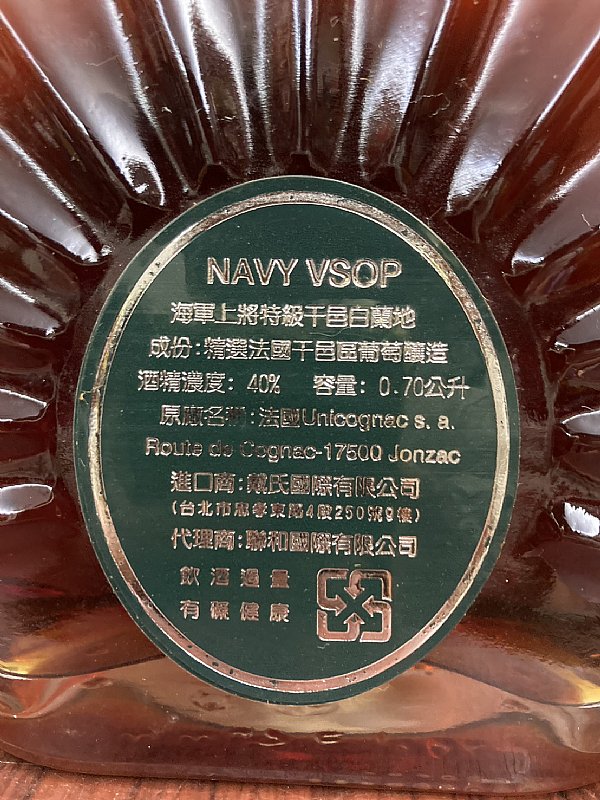 NAVY VSOP
海軍上將特級干邑白蘭地
成份:精選法國干邑區葡萄釀造
酒精濃度: 40% 容量: 0.70公升
原廠名稱:法國Unicognac s. a.
Route de Cognac-17500 Jonzac
進口商:戴氏國際有限公司
(台北市忠孝東路4段250號9樓)
代理商:聯和國際有限公司
飲酒過量
有礙健康